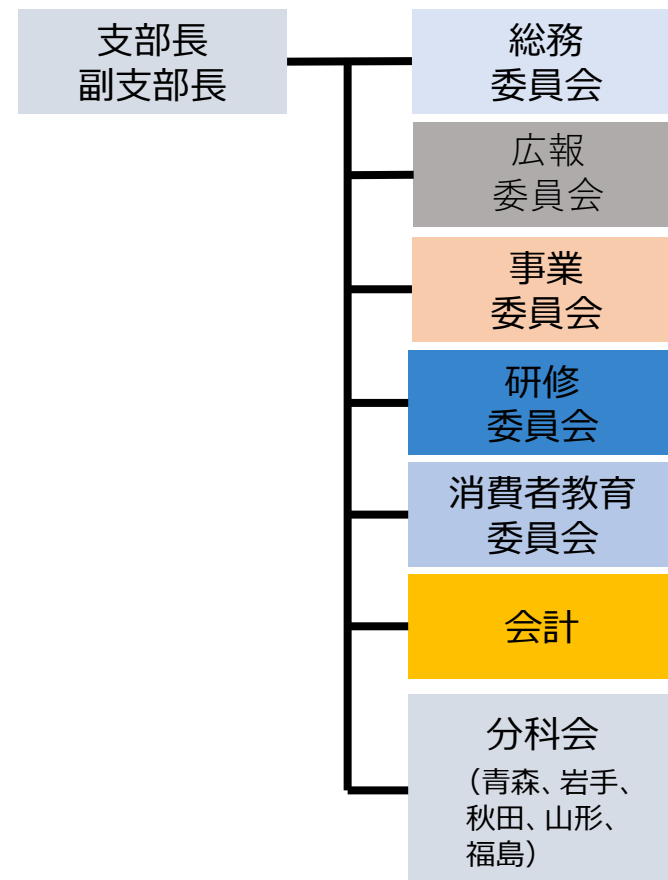 支部長
副支部長
総務
委員会
広報
委員会
事業
委員会
研修
委員会
消費者教育
委員会
会計
分科会
（青森、岩手、
秋田、山形、
福島）